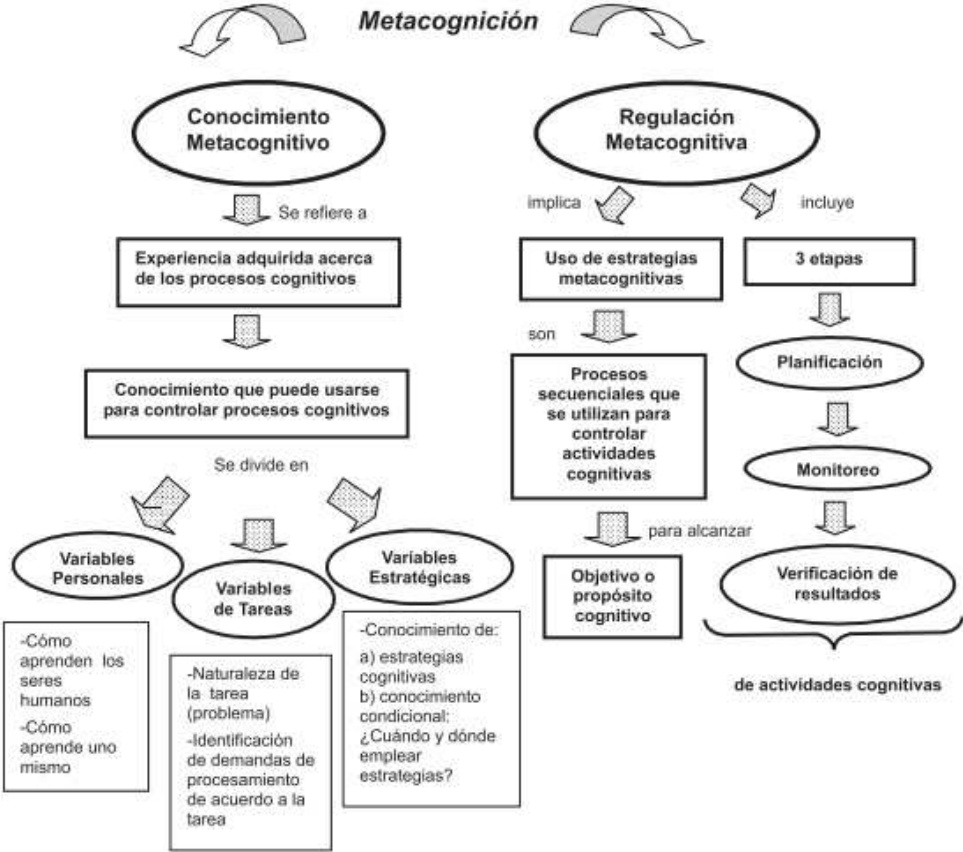 Metacognición
Conocimiento
Metacognitivo
Se refiere a
Experiencia adquirida acerca
de los procesos cognitivos
Conocimiento que puede usarse
para controlar procesos cognitivos
Se divide en
Variables
Personales
-Cómo
aprenden los
seres
humanos
-Cómo
aprende uno
mismo
Variables
de Tareas
-Naturaleza de
la tarea
(problema)
-Identificación
de demandas de
procesamiento
de acuerdo a la
tarea
Variables
Estratégicas
-Conocimiento de:
a) estrategias
cognitivas
b) conocimiento
condicional:
¿Cuándo y dónde
emplear
estrategias?
Regulación
Metacognitiva
implica
Uso de estrategias
metacognitivas
son
Procesos
secuenciales que
se utilizan para
controlar
actividades
cognitivas
para alcanzar
Objetivo o
propósito
cognitivo
incluye
3 etapas
Planificación
Monitoreo
Verificación de
resultados
de actividades cognitivas